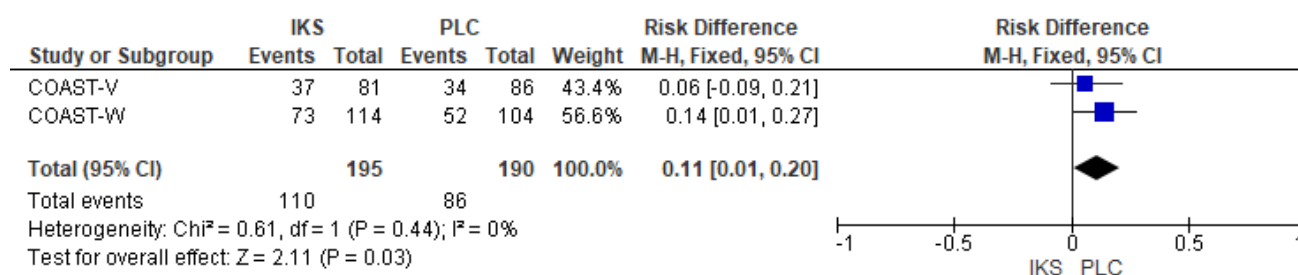 IKS PLC Risk Difference Risk Difference
Study or Subgroup Events Total Events Total Weight M-H, Fixed, 95% CI M-H, Fixed, 95% CI
COAST-V 37 81 34 86 43.4% 0.06 [-0.09, 0.21]
COAST-W 73 114 52 104 56.6% 0.14 [0.01, 0.27]
Total (95% CI) 195 190 100.0% 0.11 [0.01, 0.20]
Total events 110 86
Heterogeneity: Chi² = 0.61, df = 1 (P = 0.44); I² = 0%
Test for overall effect: Z = 2.11 (P = 0.03)
-1 -0.5 0 0.5 1
IKS PLC